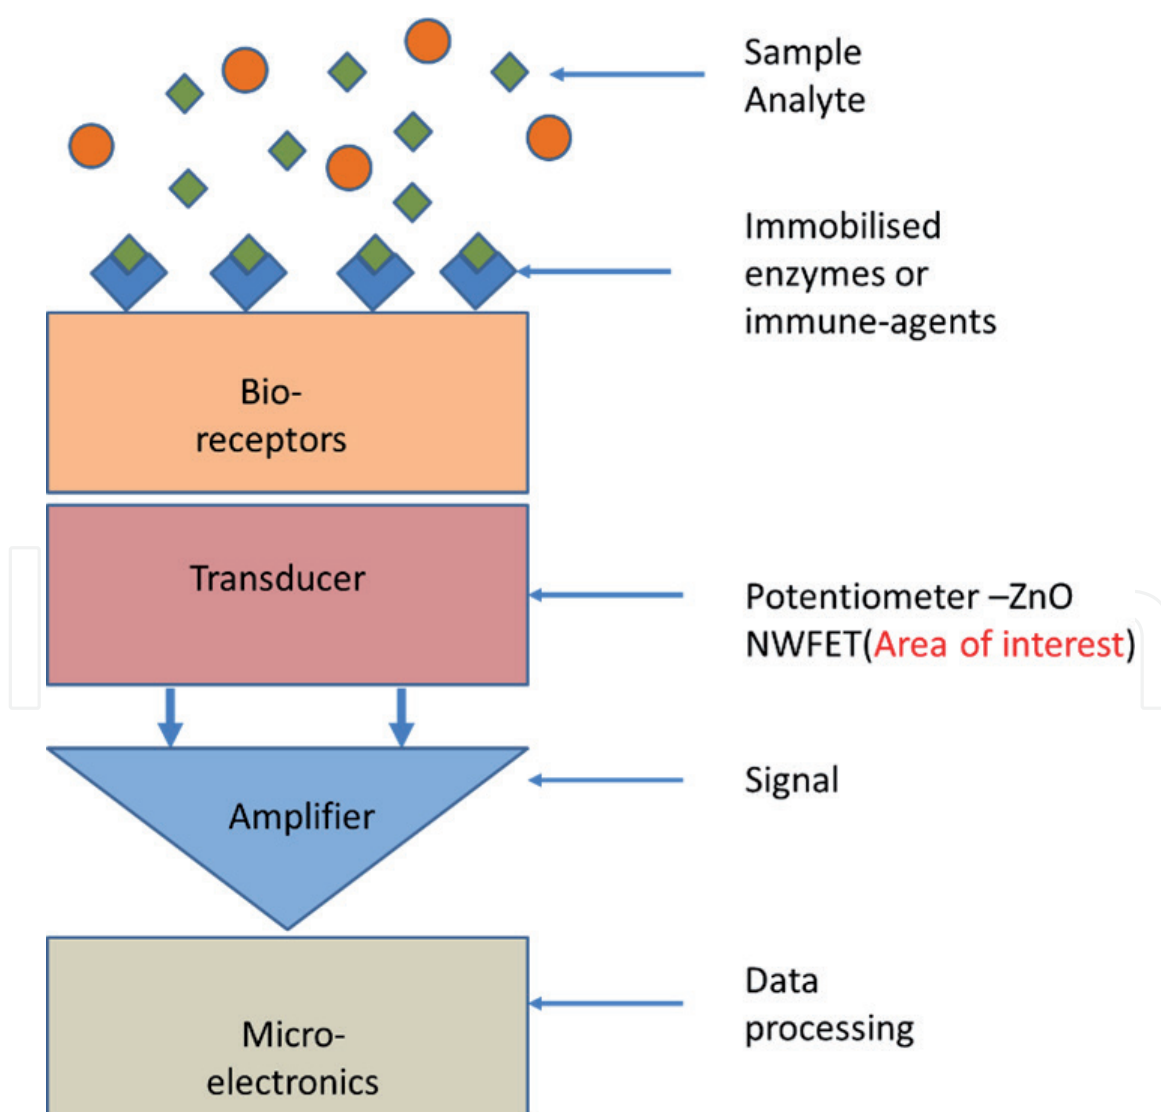 Sample
Analyte
Immobilised
enzymes or
immune-agents
Bio-
receptors
Transducer
Potentiometer –ZnO
NWFET(Area of interest)
Signal
Amplifier
Data
processing
Micro-
electronics